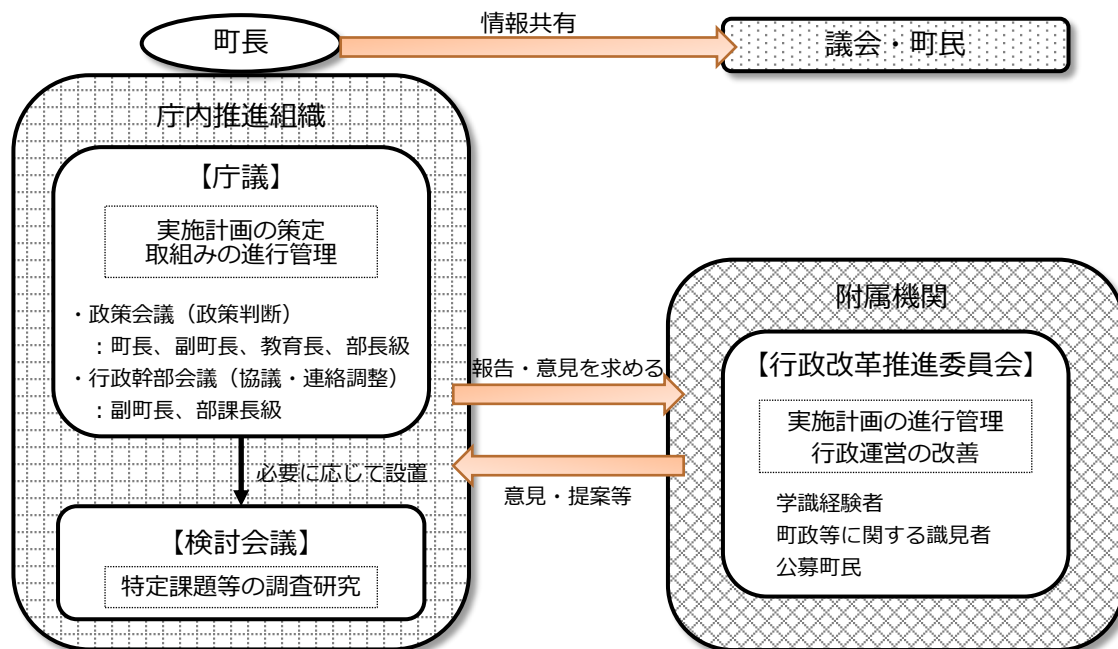 町長
情報共有
議会・町民
庁内推進組織
【庁議】
実施計画の策定
取組みの進行管理
・政策会議（政策判断）
：町長、副町長、教育長、部長級
・行政幹部会議（協議・連絡調整）
：副町長、部課長級
必要に応じて設置
【検討会議】
特定課題等の調査研究
報告・意見を求める
意見・提案等
附属機関
【行政改革推進委員会】
実施計画の進行管理
行政運営の改善
学識経験者
町政等に関する識見者
公募町民